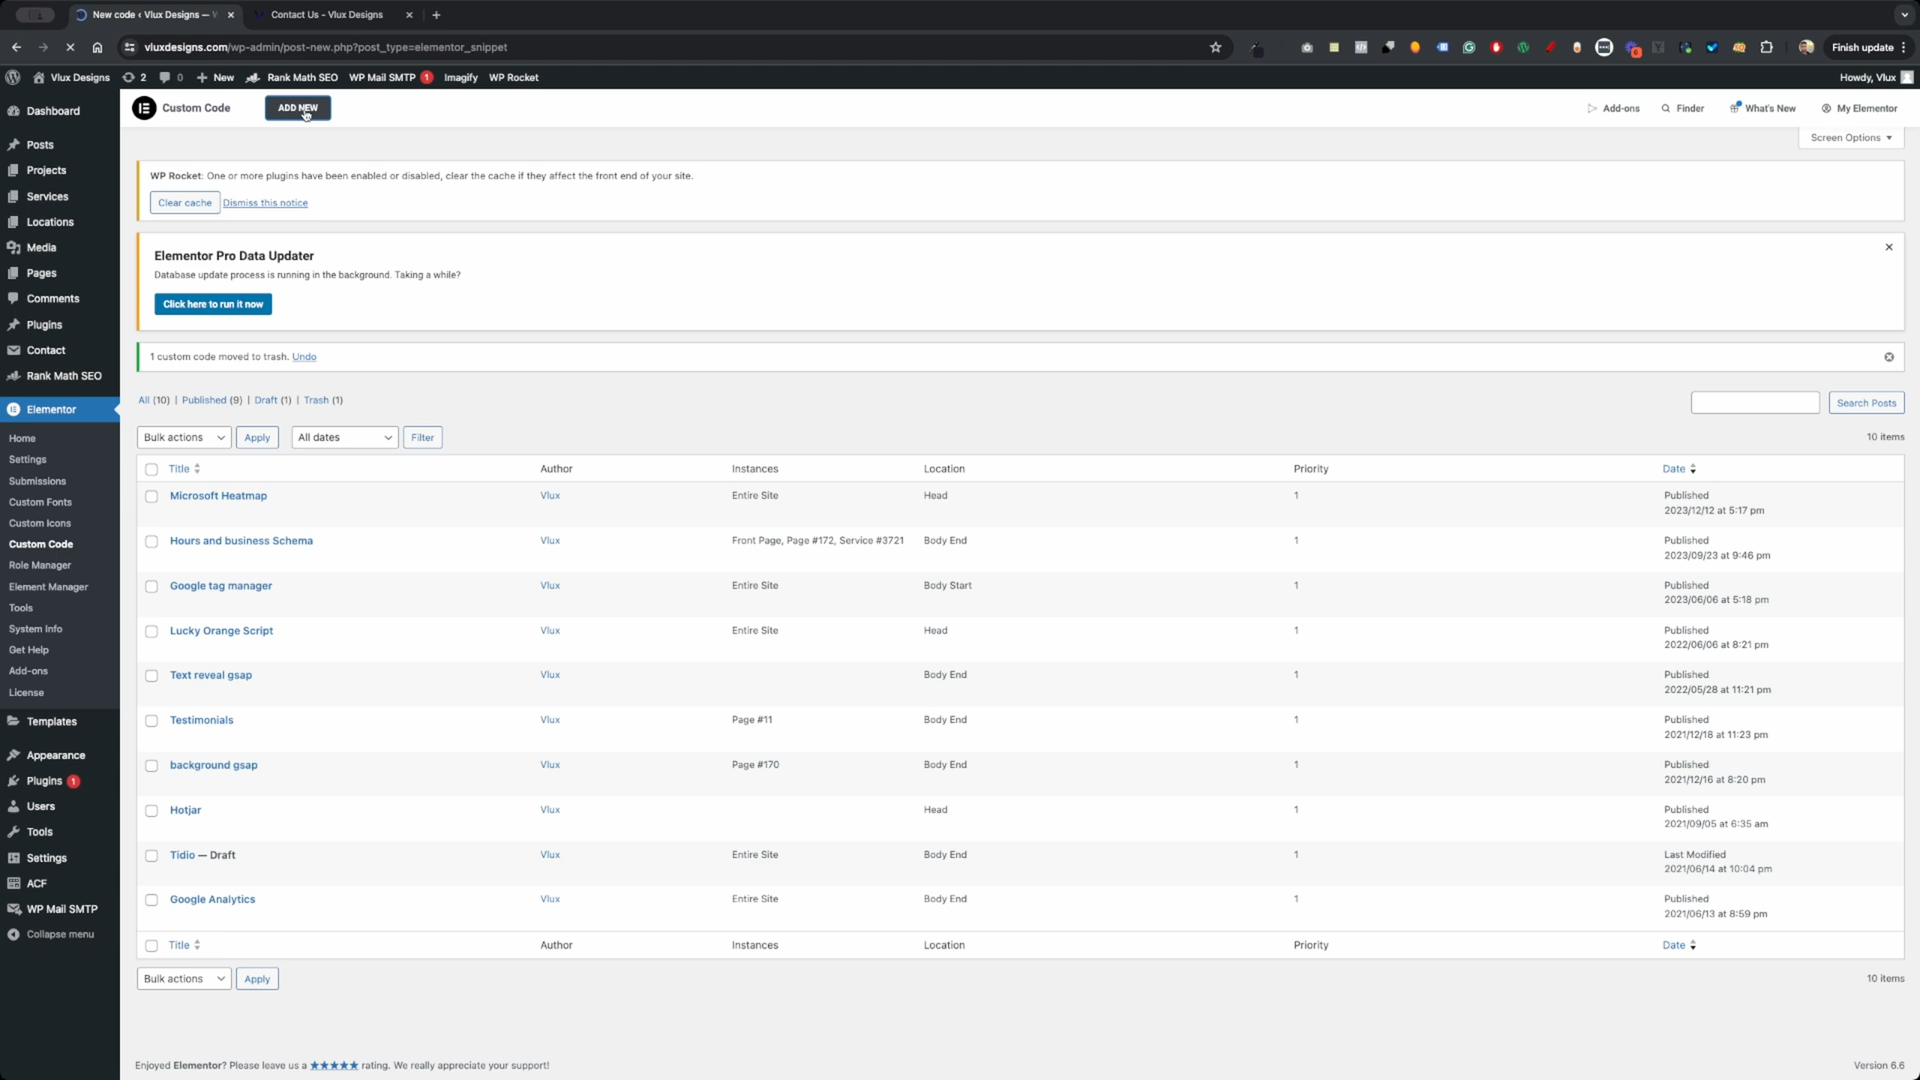 New code ‹ Vlux Designs — W
Contact Us - Vlux Designs
vluxdesigns.com/wp-admin/post-new.php?post_type=elementor_snippet
Finish update
Vlux Designs
2
0
New
Rank Math SEO
WP Mail SMTP 1
Imagify
WP Rocket
Howdy, Vlux
Custom Code
ADD NEW
Add-ons
Finder
What's New
My Elementor
Screen Options
Dashboard
Posts
Projects
Services
Locations
Media
Pages
Comments
Plugins
Contact
Rank Math SEO
Elementor
Home
Settings
Submissions
Custom Fonts
Custom Icons
Custom Code
Role Manager
Element Manager
Tools
System Info
Get Help
Add-ons
License
Templates
Appearance
Plugins 1
Users
Tools
Settings
ACF
WP Mail SMTP
Collapse menu
WP Rocket: One or more plugins have been enabled or disabled, clear the cache if they affect the front end of your site.
Clear cache Dismiss this notice
Elementor Pro Data Updater
Database update process is running in the background. Taking a while?
Click here to run it now
1 custom code moved to trash. Undo
All (10) | Published (9) | Draft (1) | Trash (1)
Search Posts
Bulk actions Apply All dates Filter
10 items
Title Author Instances Location Priority Date
Microsoft Heatmap Vlux Entire Site Head 1 Published
2023/12/12 at 5:17 pm
Hours and business Schema Vlux Front Page, Page #172, Service #3721 Body End 1 Published
2023/09/23 at 9:46 pm
Google tag manager Vlux Entire Site Body Start 1 Published
2023/06/06 at 5:18 pm
Lucky Orange Script Vlux Entire Site Head 1 Published
2022/06/06 at 8:21 pm
Text reveal gsap Vlux Body End 1 Published
2022/05/28 at 11:21 pm
Testimonials Vlux Page #11 Body End 1 Published
2021/12/18 at 11:23 pm
background gsap Vlux Page #170 Body End 1 Published
2021/12/16 at 8:20 pm
Hotjar Vlux Head 1 Published
2021/09/05 at 6:35 am
Tidio — Draft Vlux Entire Site Body End 1 Last Modified
2021/06/14 at 10:04 pm
Google Analytics Vlux Entire Site Body End 1 Published
2021/06/13 at 8:59 pm
Title Author Instances Location Priority Date
Bulk actions Apply
10 items
Enjoyed Elementor? Please leave us a ★★★★★ rating. We really appreciate your support!
Version 6.6